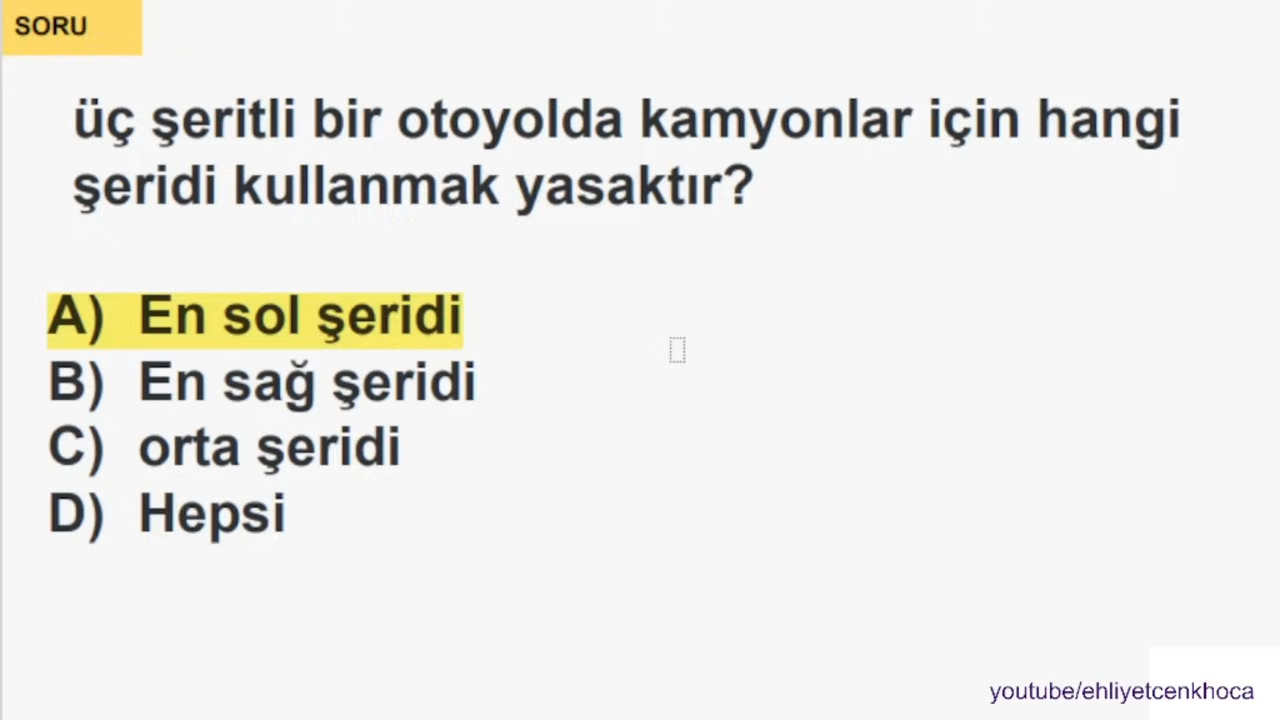 SORU
üç şeritli bir otoyolda kamyonlar için hangi
şeridi kullanmak yasaktır?
A) En sol şeridi
B) En sağ şeridi
C) orta şeridi
D) Hepsi
youtube/ehliyetcenkhoca